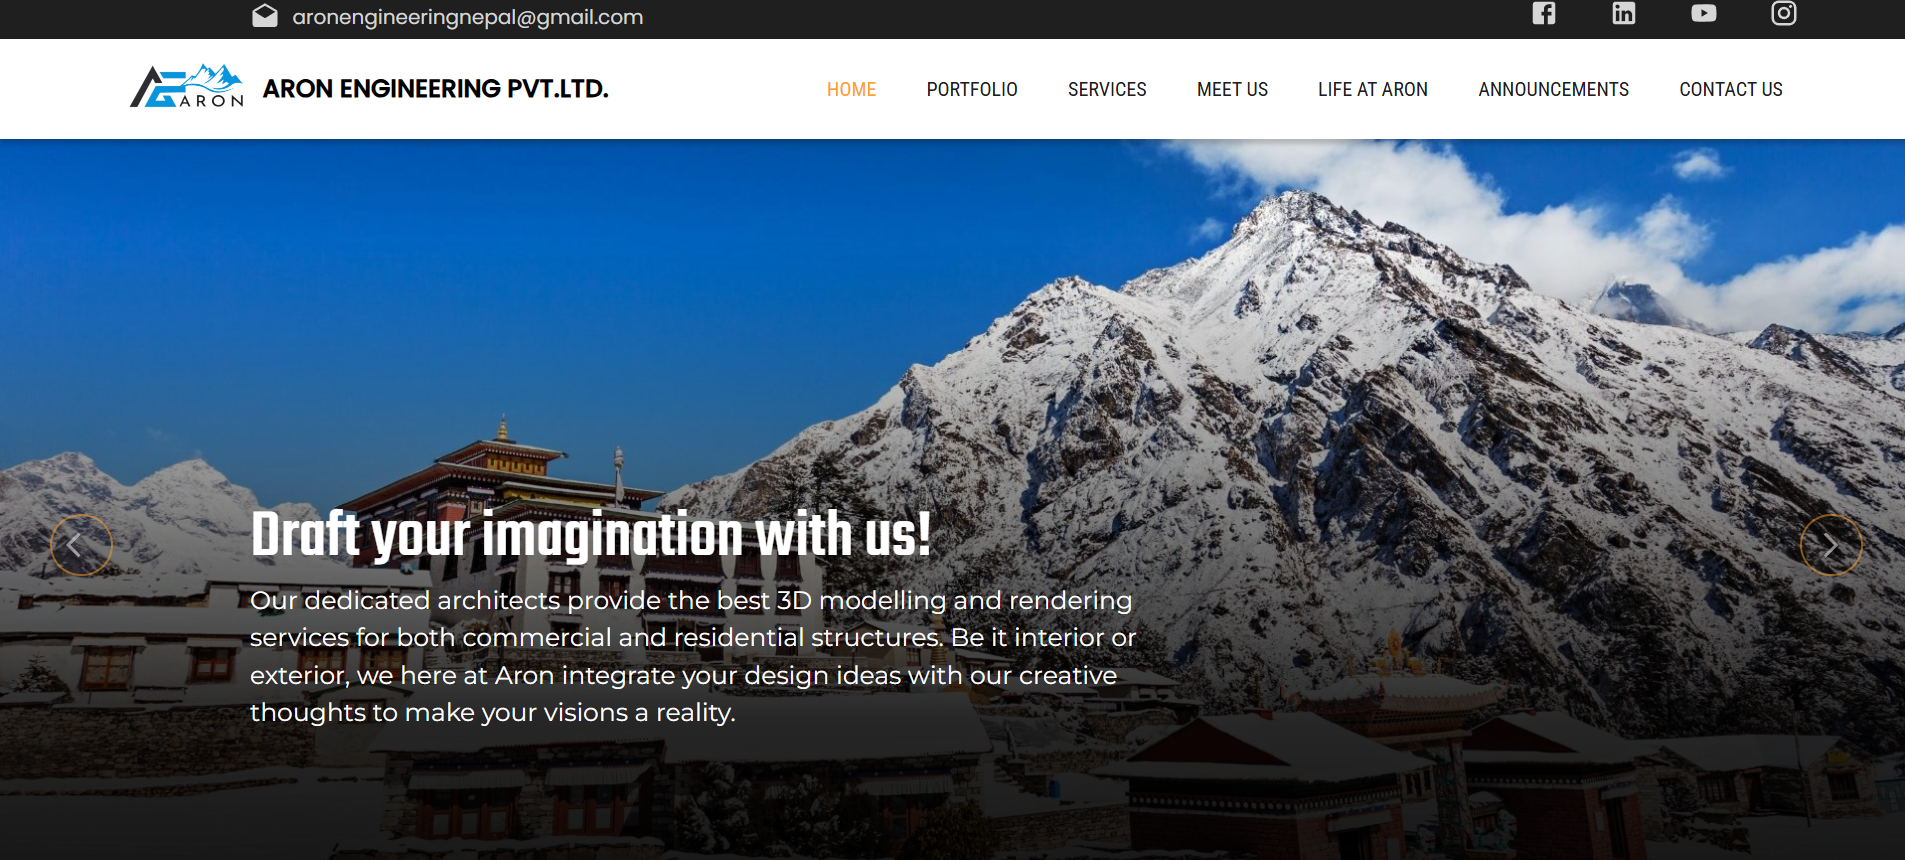 aronengineeringnepal@gmail.com
ARON
ARON ENGINEERING PVT.LTD.
HOME PORTFOLIO SERVICES MEET US LIFE AT ARON ANNOUNCEMENTS CONTACT US
Draft your imagination with us!
Our dedicated architects provide the best 3D modelling and rendering
services for both commercial and residential structures. Be it interior or
exterior, we here at Aron integrate your design ideas with our creative
thoughts to make your visions a reality.